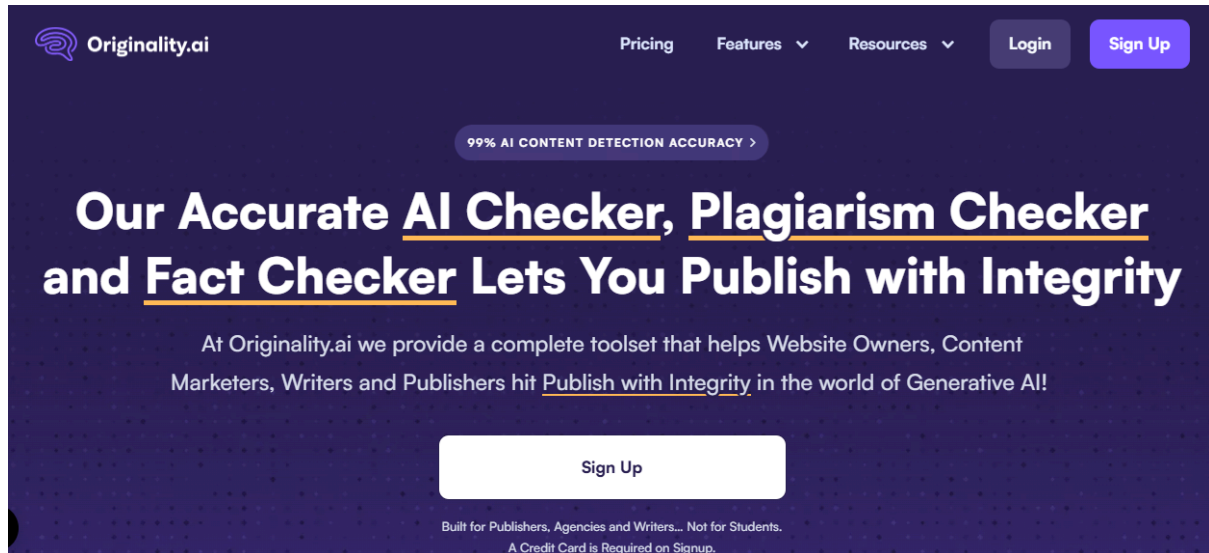 Originality.ai
Pricing Features Resources Login Sign Up
99% AI CONTENT DETECTION ACCURACY >
Our Accurate AI Checker, Plagiarism Checker
and Fact Checker Lets You Publish with Integrity
At Originality.ai we provide a complete toolset that helps Website Owners, Content
Marketers, Writers and Publishers hit Publish with Integrity in the world of Generative AI!
Sign Up
Built for Publishers, Agencies and Writers... Not for Students.
A Credit Card is Required on Signup.